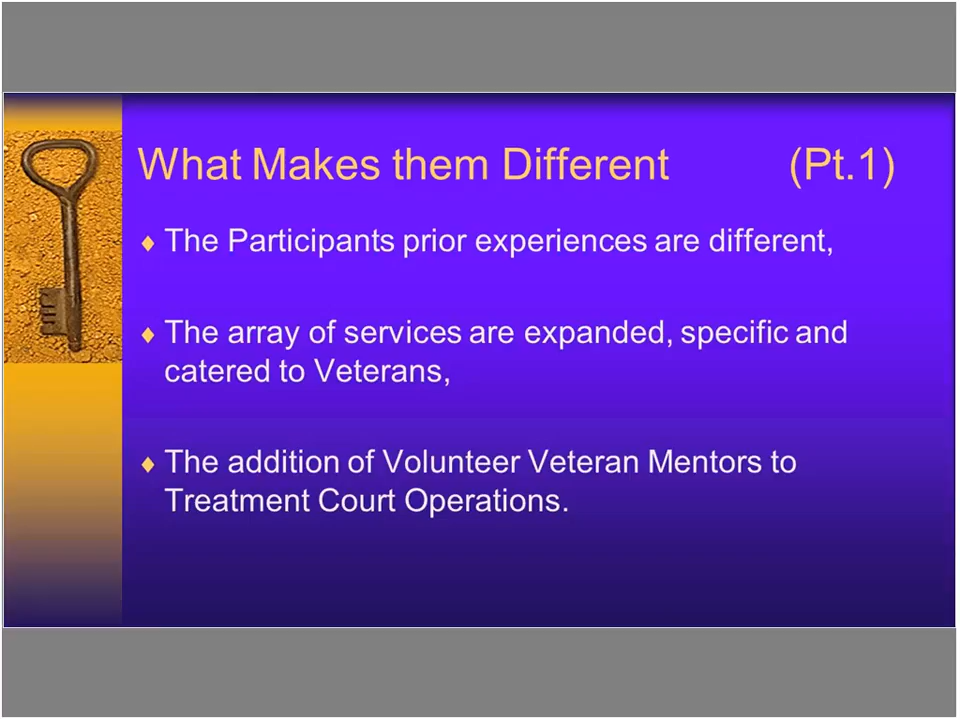 What Makes them Different (Pt.1)
The Participants prior experiences are different,
The array of services are expanded, specific and
catered to Veterans,
The addition of Volunteer Veteran Mentors to
Treatment Court Operations.